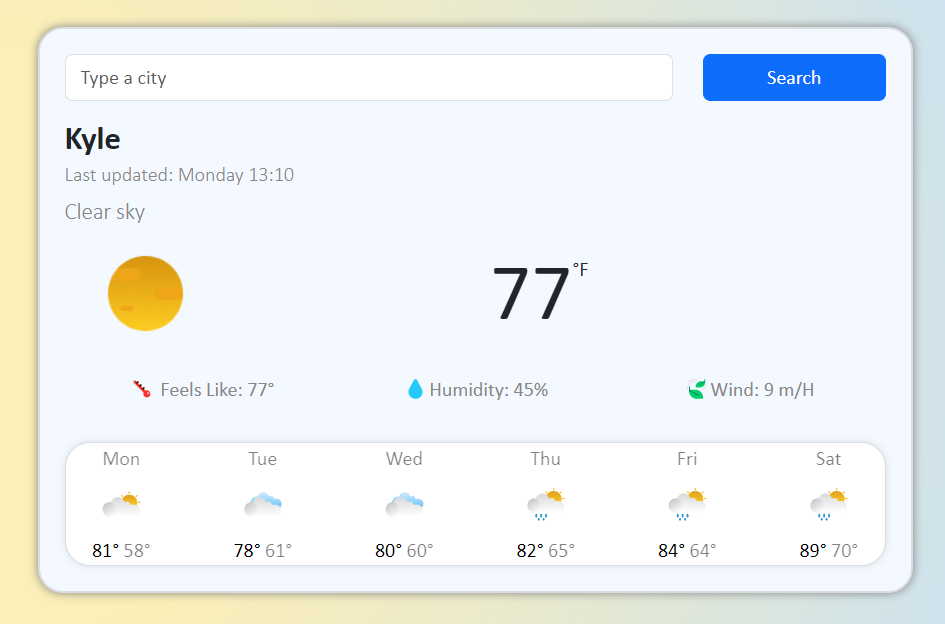 Type a city
Search
Kyle
Last updated: Monday 13:10
Clear sky
77°F
Feels Like: 77° Humidity: 45% Wind: 9 m/H
Mon Tue Wed Thu Fri Sat
81° 58° 78° 61° 80° 60° 82° 65° 84° 64° 89° 70°